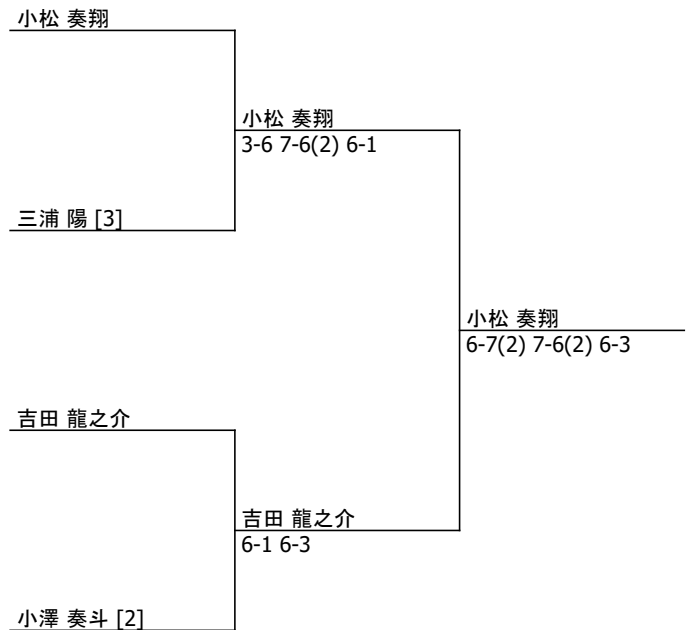 小松 奏翔
小松 奏翔
3-6 7-6(2) 6-1
三浦 陽 [3]
小松 奏翔
6-7(2) 7-6(2) 6-3
吉田 龍之介
吉田 龍之介
6-1 6-3
小澤 奏斗 [2]